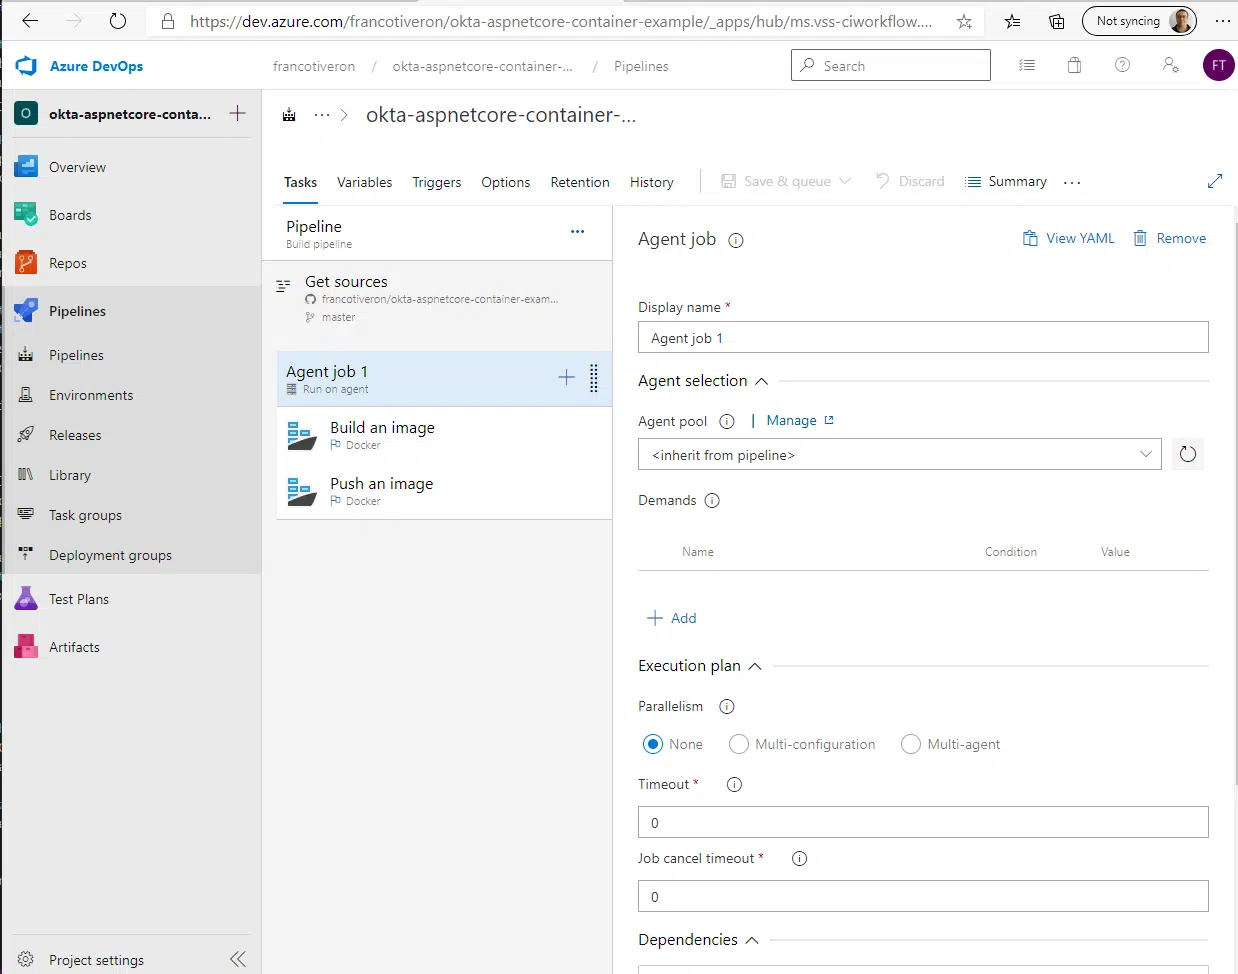 https://dev.azure.com/francotiveron/okta-aspnetcore-container-example/_apps/hub/ms.vss-ciworkflow....
Not syncing
Azure DevOps
francotiveron / okta-aspnetcore-container-... / Pipelines
Search
FT
O okta-aspnetcore-conta...
Overview
Boards
Repos
Pipelines
Pipelines
Environments
Releases
Library
Task groups
Deployment groups
Test Plans
Artifacts
Project settings
... > okta-aspnetcore-container-...
Tasks Variables Triggers Options Retention History Save & queue Discard Summary ...
Pipeline
Build pipeline
Get sources
francotiveron/okta-aspnetcore-container-exam...
master
Agent job 1
Run on agent
Build an image
Docker
Push an image
Docker
Agent job
View YAML Remove
Display name *
Agent job 1
Agent selection
Agent pool | Manage
<inherit from pipeline>
Demands
Name Condition Value
+ Add
Execution plan
Parallelism
None Multi-configuration Multi-agent
Timeout *
0
Job cancel timeout *
0
Dependencies